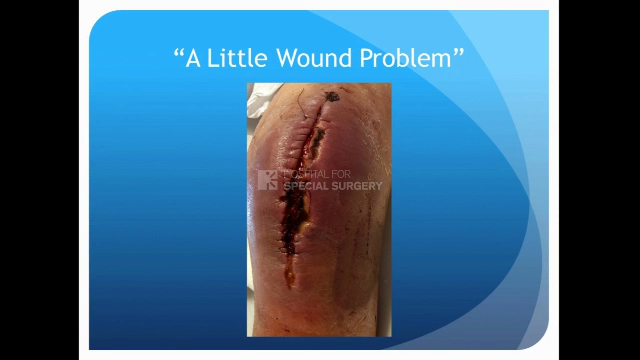 “A Little Wound Problem”
HOSPITAL FOR
SPECIAL SURGERY